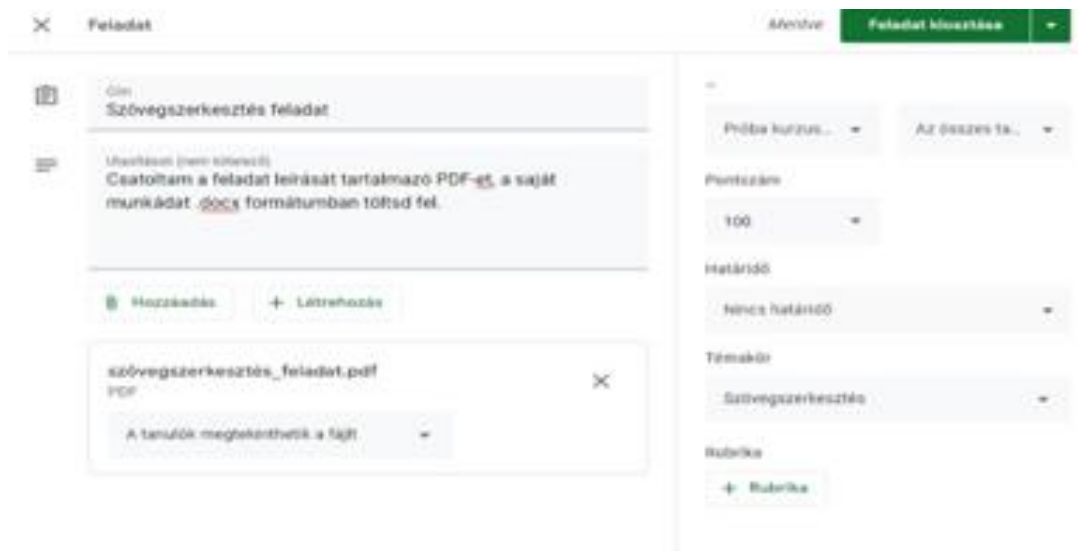 Feladat
Mentve
Feladat kiosztása
Cím
Szövegszerkesztés feladat
Utasítások (nem kötelező)
Csatoltam a feladat leírását tartalmazó PDF-et, a saját
munkádat .docx formátumban töltsd fel.
Hozzáadás
+ Létrehozás
szövegszerkesztés_feladat.pdf
PDF
A tanulók megtekinthetik a fájlt
Próba kurzus...
Az összes ta...
Pontszám
100
Határidő
Nincs határidő
Témakör
Szövegszerkesztés
Rubrika
+ Rubrika